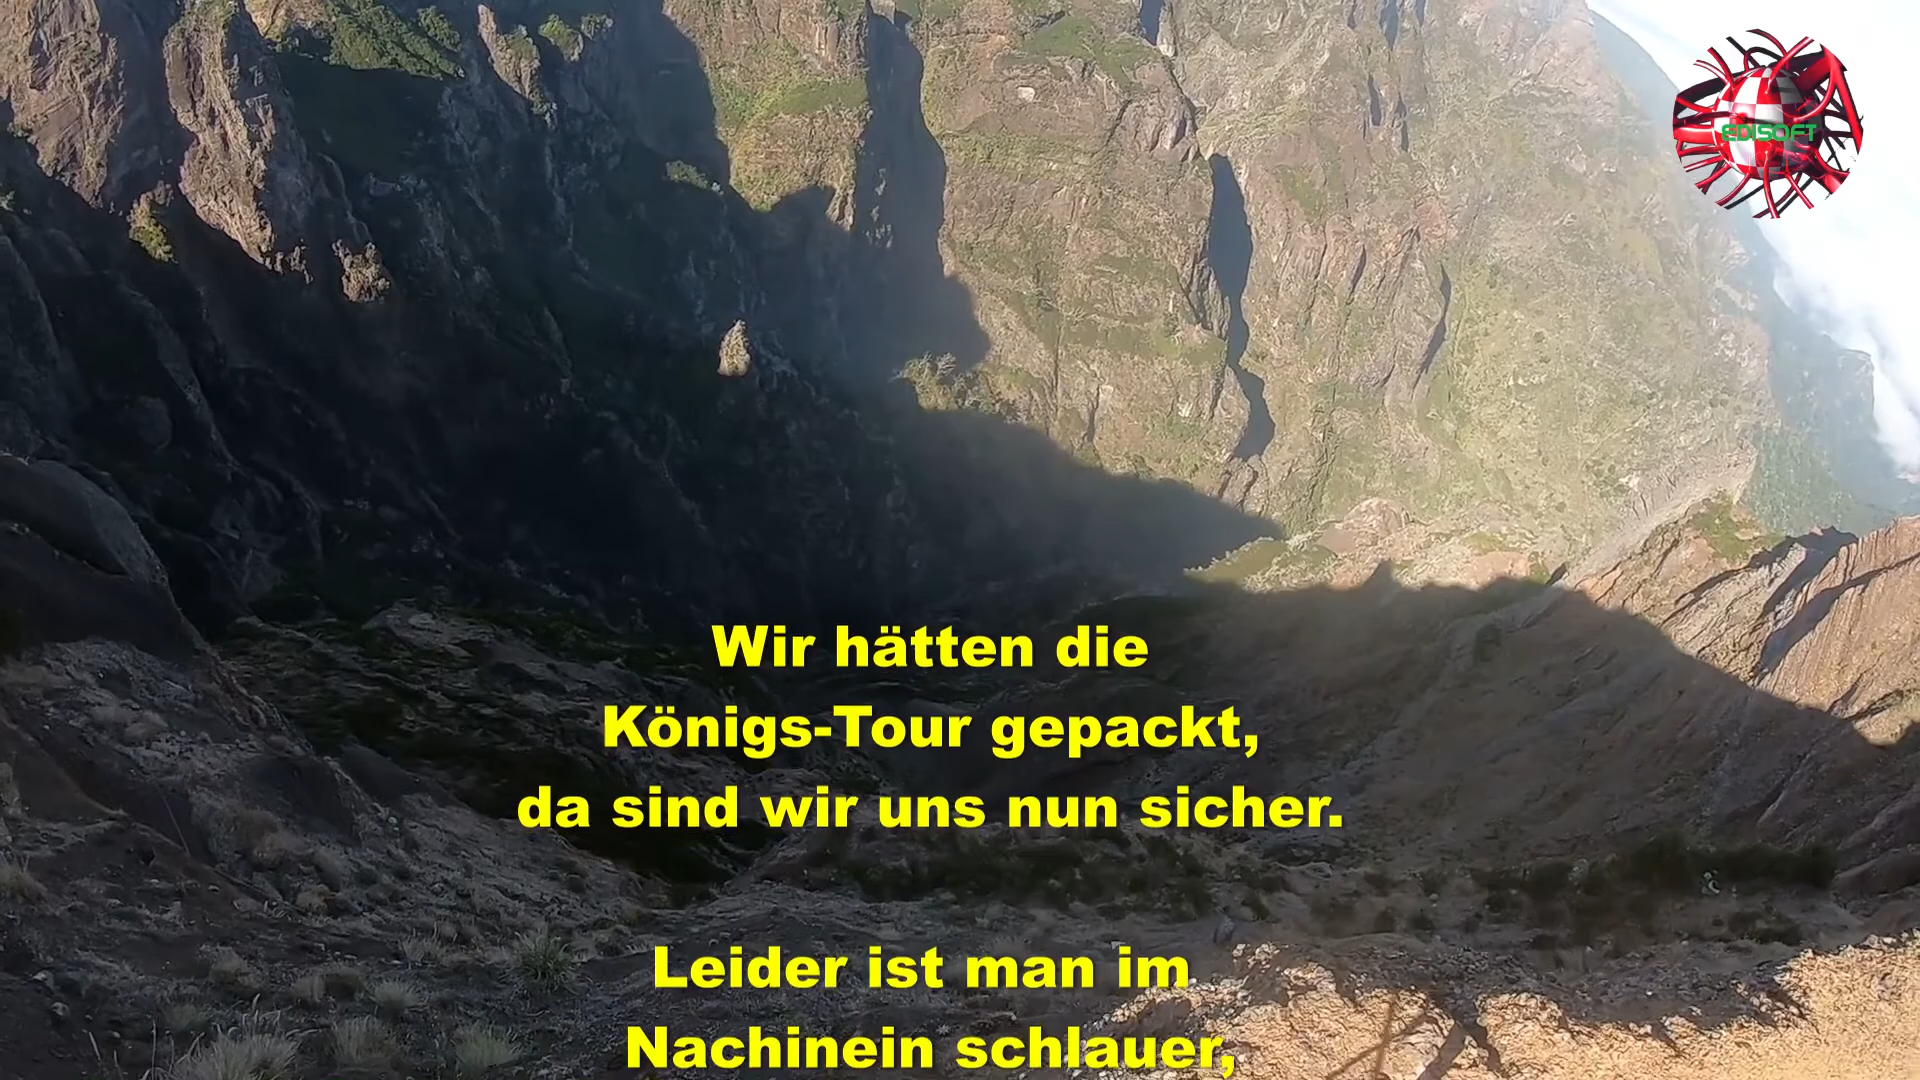 EDISOFT
Wir hätten die
Königs-Tour gepackt,
da sind wir uns nun sicher.
Leider ist man im
Nachinein schlauer,